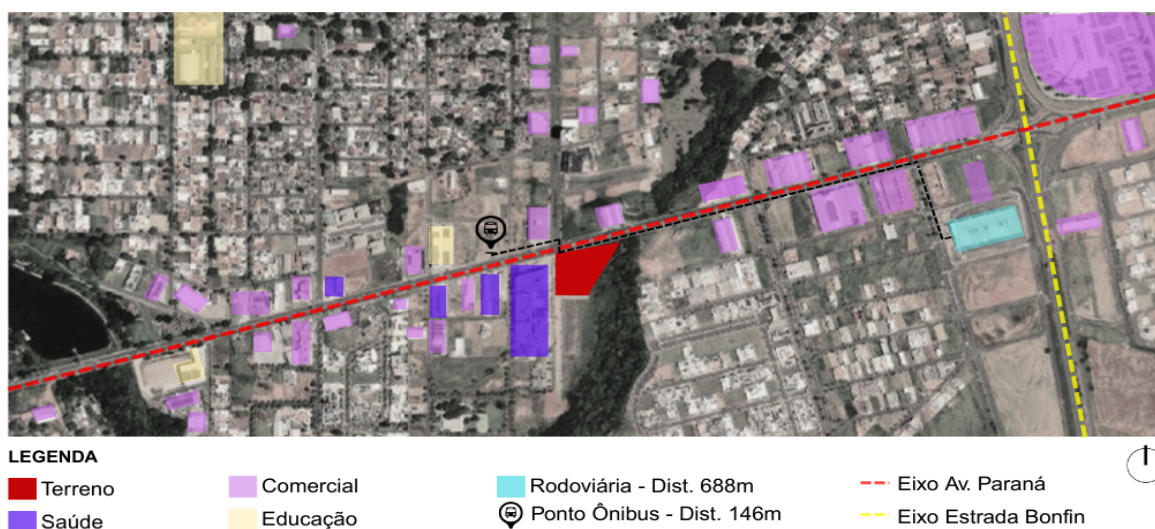 LEGENDA
Terreno
Comercial
Rodoviária - Dist. 688m
Eixo Av. Paraná
Saúde
Educação
Ponto Ônibus - Dist. 146m
Eixo Estrada Bonfin